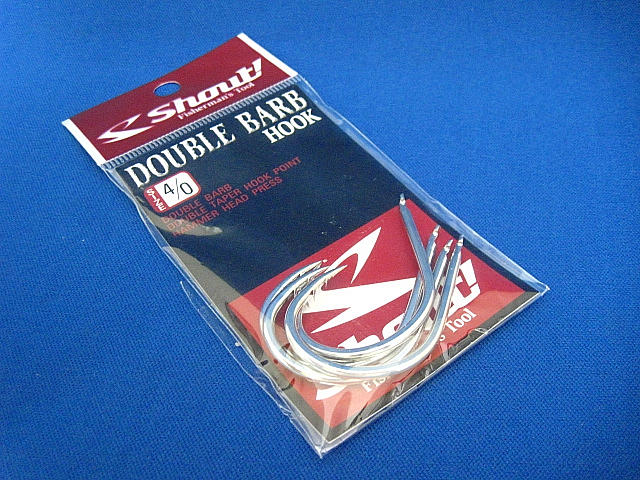 Shout!
Fisherman's Tool
DOUBLE BARB
HOOK
SIZE
4/0
DOUBLE BARB
DOUBLE TAPER HOOK POINT
HAMMER HEAD PRESS
Shout!
Fisherman's Tool